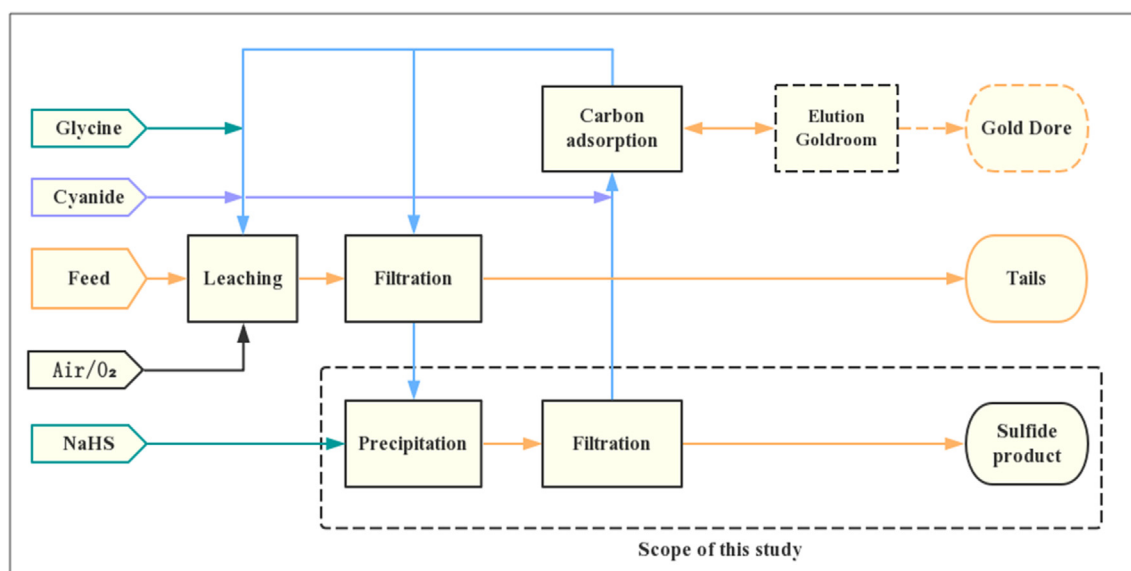 Glycine
Carbon
adsorption
Elution
Goldroom
Gold Dore
Cyanide
Feed
Leaching
Filtration
Tails
Air/O₂
NaHS
Precipitation
Filtration
Sulfide
product
Scope of this study